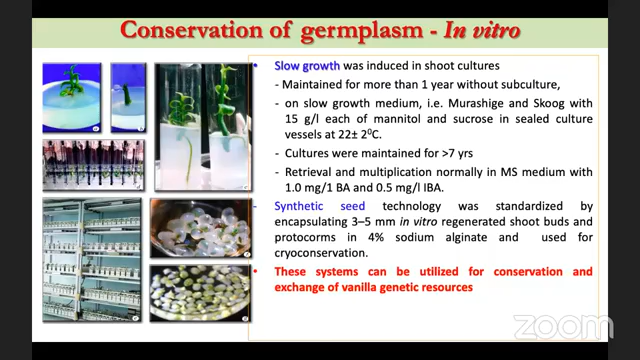 Conservation of germplasm - In vitro
• Slow growth was induced in shoot cultures
- Maintained for more than 1 year without subculture,
- on slow growth medium, i.e. Murashige and Skoog with
15 g/l each of mannitol and sucrose in sealed culture
vessels at 22± 2⁰C.
- Cultures were maintained for >7 yrs
- Retrieval and multiplication normally in MS medium with
1.0 mg/1 BA and 0.5 mg/l IBA.
- Synthetic seed technology was standardized by
encapsulating 3–5 mm in vitro regenerated shoot buds and
protocorms in 4% sodium alginate and used for
cryoconservation.
• These systems can be utilized for conservation and
exchange of vanilla genetic resources
zoom